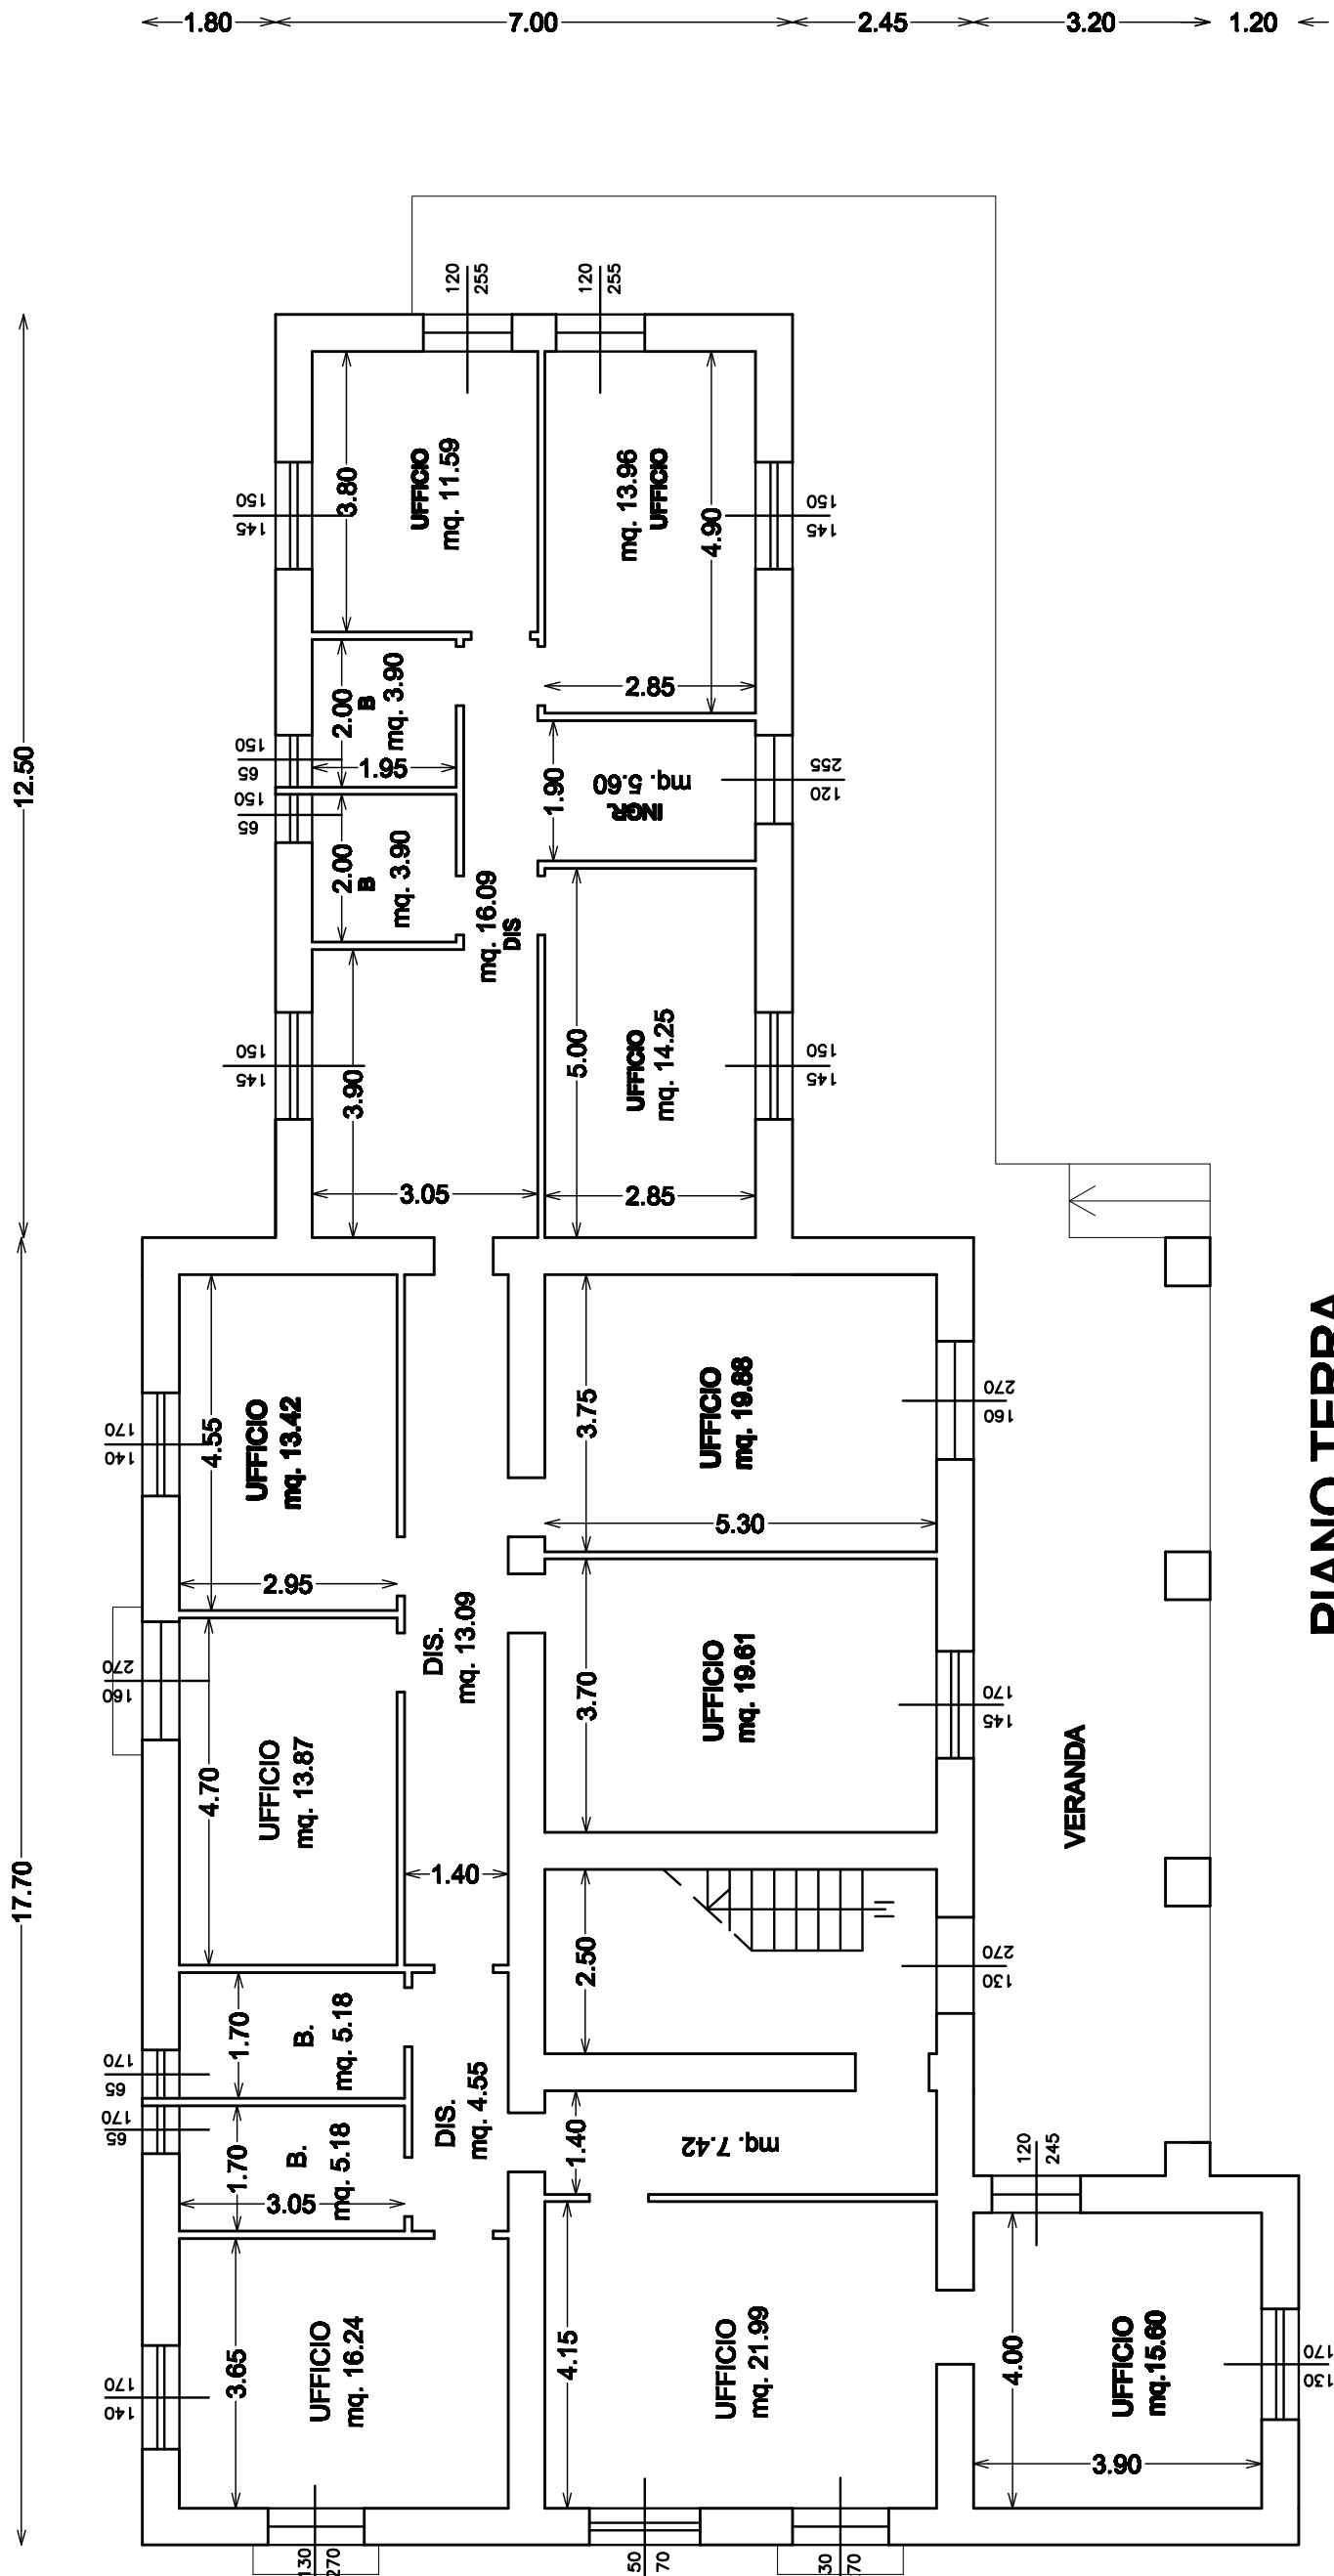 1.80
7.00
2.45
3.20
1.20
12.50
17.70
120
255
120
255
3.80
UFFICIO
mq. 11.59
mq. 13.96
UFFICIO
4.90
150
145
150
145
2.85
2.00
B
mq. 3.90
1.95
150
65
150
65
1.90
mq. 5.60
INGR.
255
120
2.00
B
mq. 3.90
mq. 16.09
DIS
5.00
UFFICIO
mq. 14.25
150
145
150
145
3.90
3.05
2.85
4.55
UFFICIO
mq. 13.42
170
140
2.95
3.75
UFFICIO
mq. 19.88
270
160
5.30
DIS.
mq. 13.09
270
160
4.70
UFFICIO
mq. 13.87
3.70
UFFICIO
mq. 19.61
170
145
VERANDA
1.40
2.50
270
130
1.70
B.
mq. 5.18
170
65
170
65
1.70
B.
mq. 5.18
3.05
DIS.
mq. 4.55
1.40
mq. 7.42
120
245
3.65
UFFICIO
mq. 16.24
170
140
4.15
UFFICIO
mq. 21.99
4.00
UFFICIO
mq.15.60
170
130
3.90
130
270
50
70
30
70
PIANO TERRA